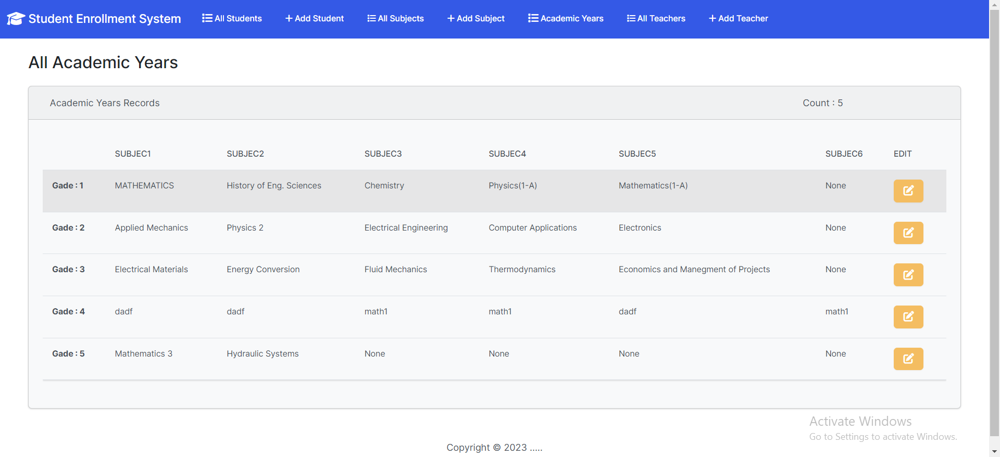 Student Enrollment System All Students Add Student All Subjects Add Subject Academic Years All Teachers Add Teacher
All Academic Years
Academic Years Records Count : 5
SUBJEC1 SUBJEC2 SUBJEC3 SUBJEC4 SUBJEC5 SUBJEC6 EDIT
Gade : 1 MATHEMATICS History of Eng. Sciences Chemistry Physics(1-A) Mathematics(1-A) None
Gade : 2 Applied Mechanics Physics 2 Electrical Engineering Computer Applications Electronics None
Gade : 3 Electrical Materials Energy Conversion Fluid Mechanics Thermodynamics Economics and Manegment of Projects None
Gade : 4 dadf dadf math1 math1 dadf math1
Gade : 5 Mathematics 3 Hydraulic Systems None None None None
Activate Windows
Go to Settings to activate Windows.
Copyright © 2023 .....